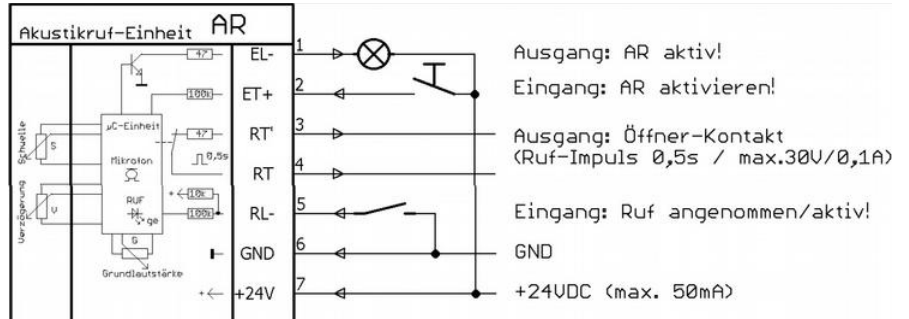 Akustikruf-Einheit AR
1
EL-
47
Ausgang: AR aktiv!
2
ET+
100k
Eingang: AR aktivieren!
µC-Einheit
Schwelle
S
3
RT'
47
Ausgang: Öffner-Kontakt
(Ruf-Impuls 0,5s / max.30V/0,1A)
0,5s
Mikrofon
4
RT
Verzögerung
V
RUF
ge
+
10k
100k
5
RL-
Eingang: Ruf angenommen/aktiv!
G
Grundlautstärke
6
GND
GND
+
7
+24V
+24VDC (max. 50mA)